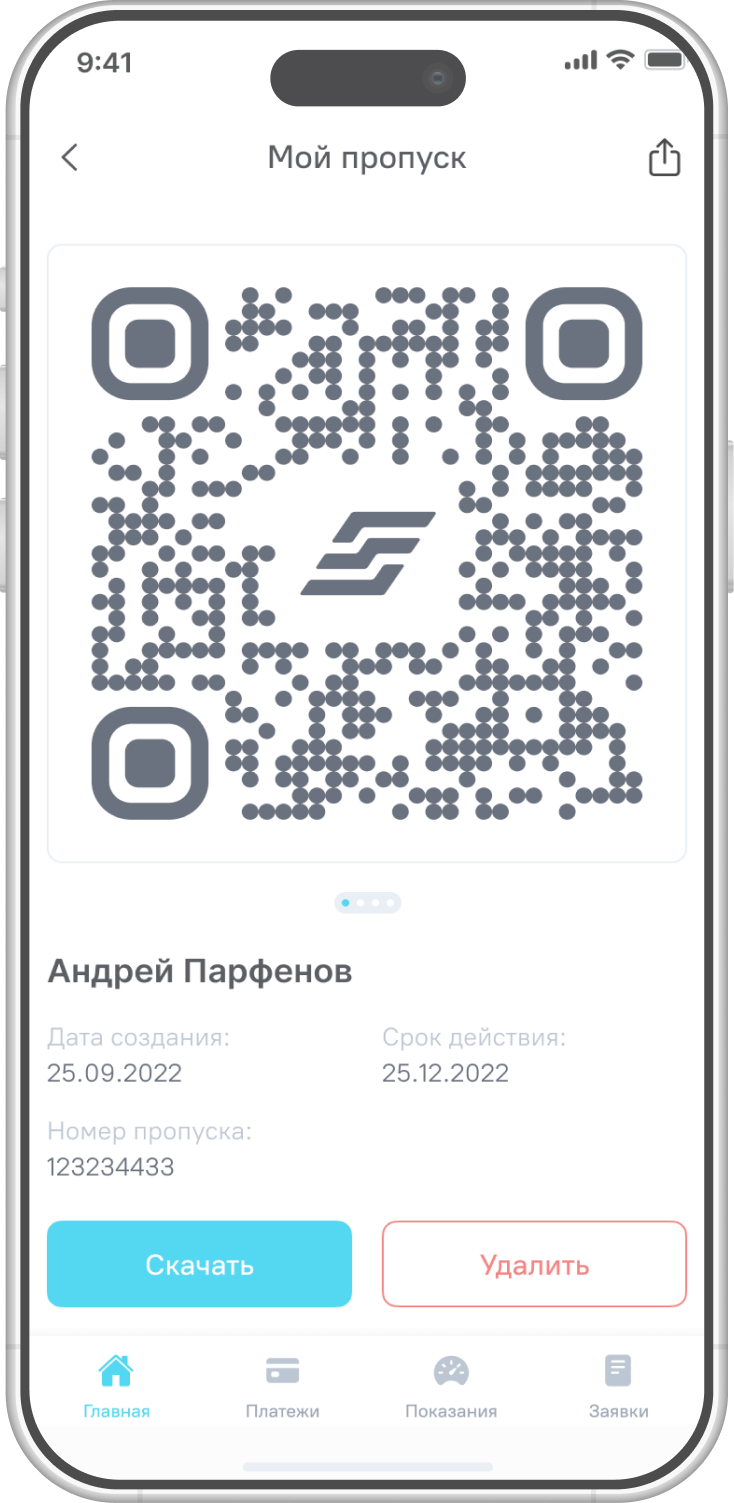 9:41
Мой пропуск
Андрей Парфенов
Дата создания:
25.09.2022
Срок действия:
25.12.2022
Номер пропуска:
123234433
Скачать
Удалить
Главная
Платежи
Показания
Заявки